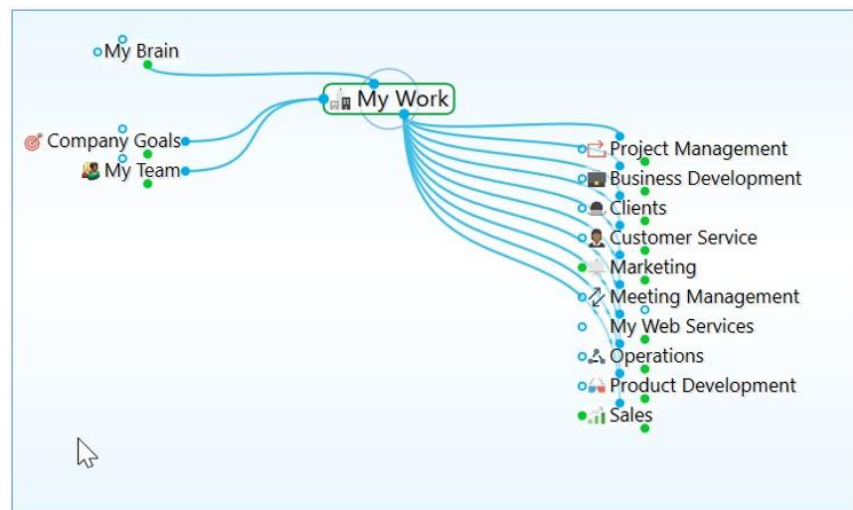 My Brain
My Work
Company Goals
My Team
Project Management
Business Development
Clients
Customer Service
Marketing
Meeting Management
My Web Services
Operations
Product Development
Sales